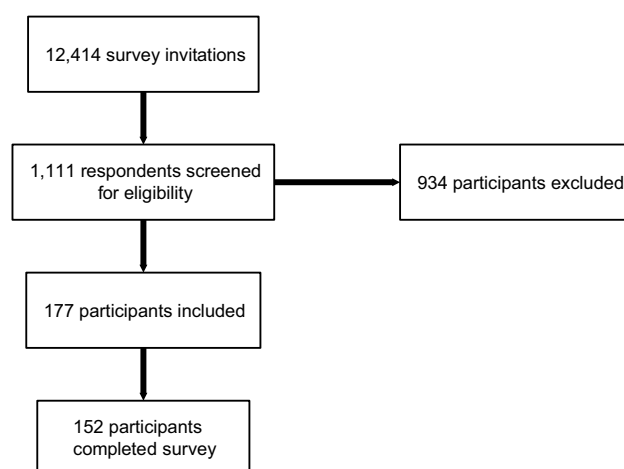 12,414 survey invitations
1,111 respondents screened
for eligibility
934 participants excluded
177 participants included
152 participants
completed survey